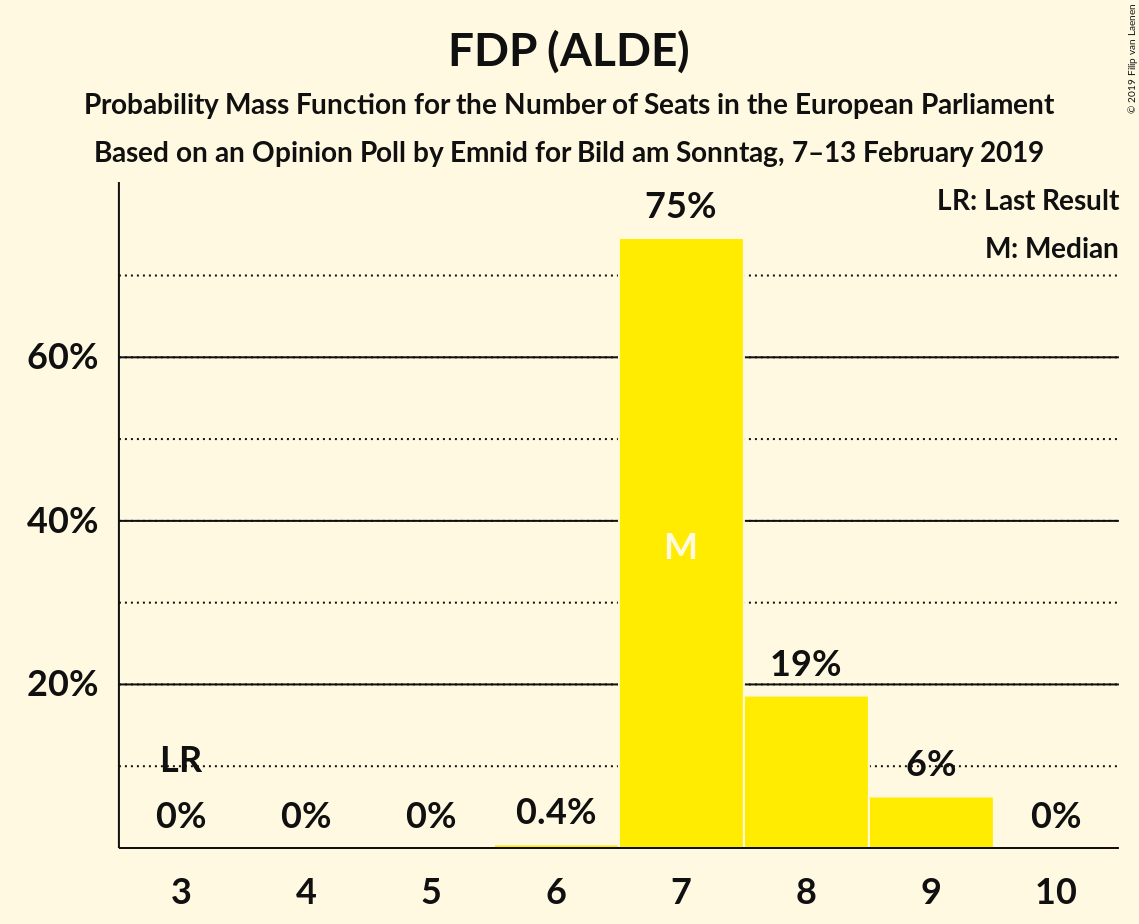 FDP (ALDE)
Probability Mass Function for the Number of Seats in the European Parliament
Based on an Opinion Poll by Emnid for Bild am Sonntag, 7–13 February 2019
© 2019 Filip van Laenen
LR: Last Result
M: Median
60%
40%
20%
LR
0%
0%
0%
0.4%
75%
M
19%
6%
0%
3 4 5 6 7 8 9 10